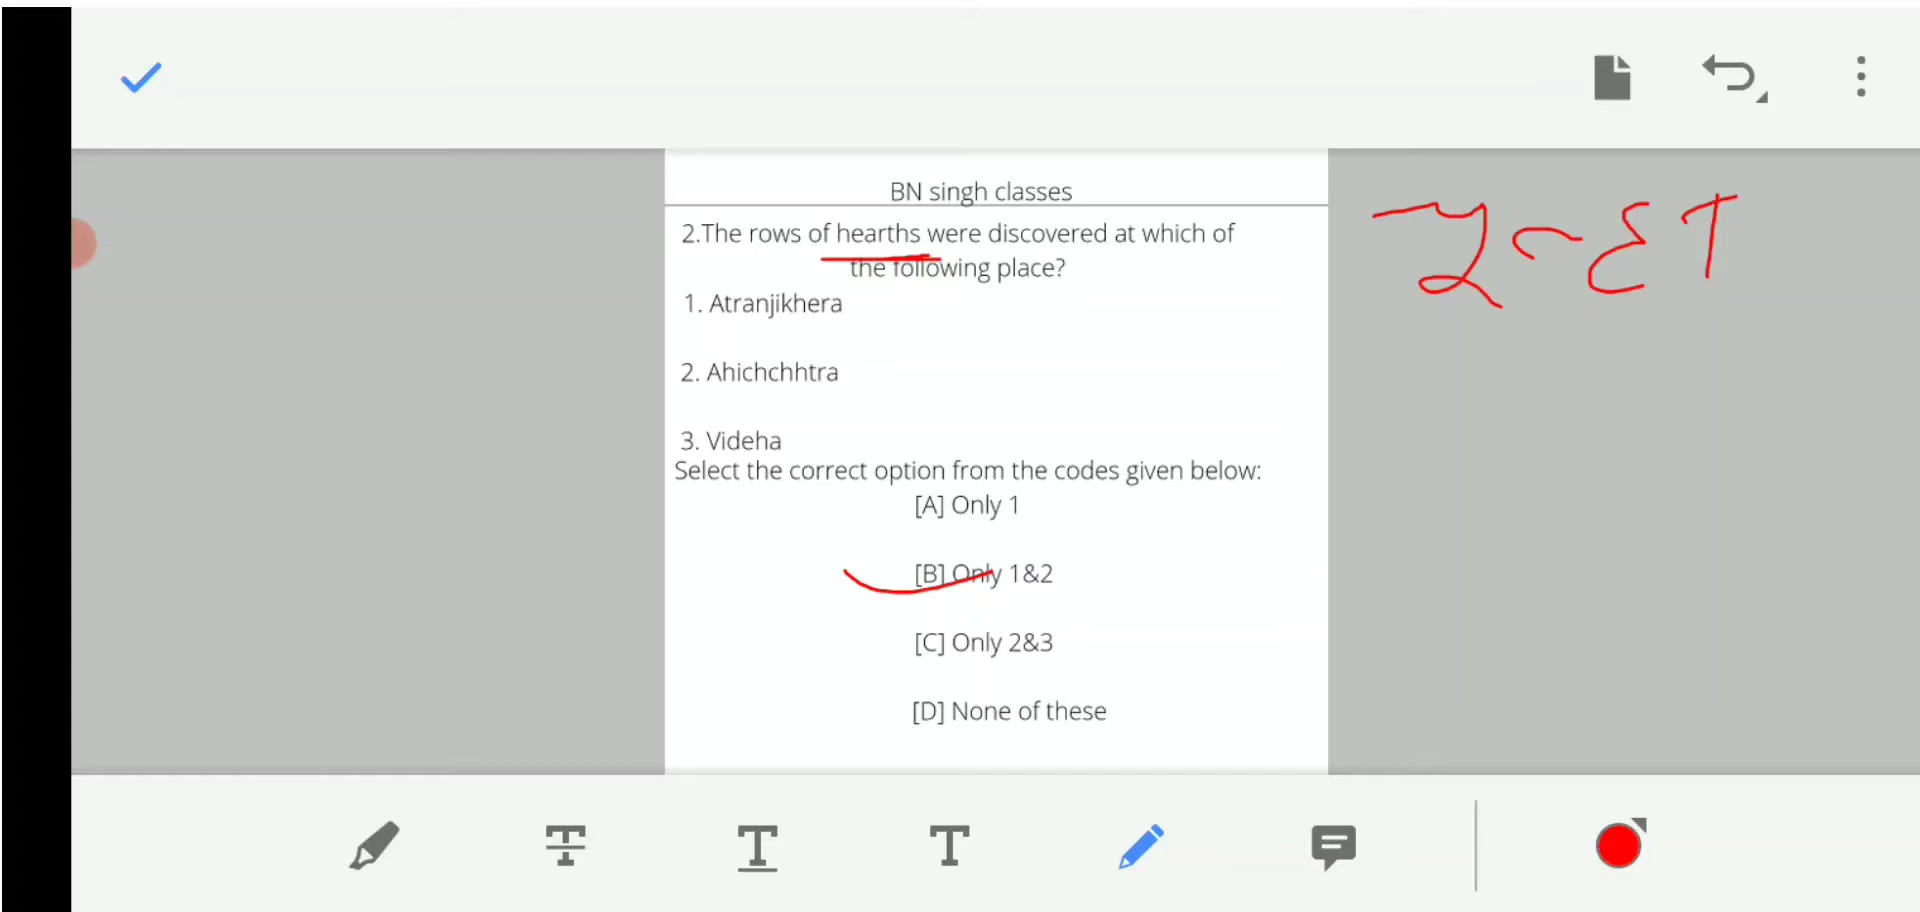 BN singh classes
2.The rows of hearths were discovered at which of
the following place?
1. Atranjikhera
2. Ahichchhtra
3. Videha
Select the correct option from the codes given below:
[A] Only 1
[B] Only 1&2
[C] Only 2&3
[D] None of these